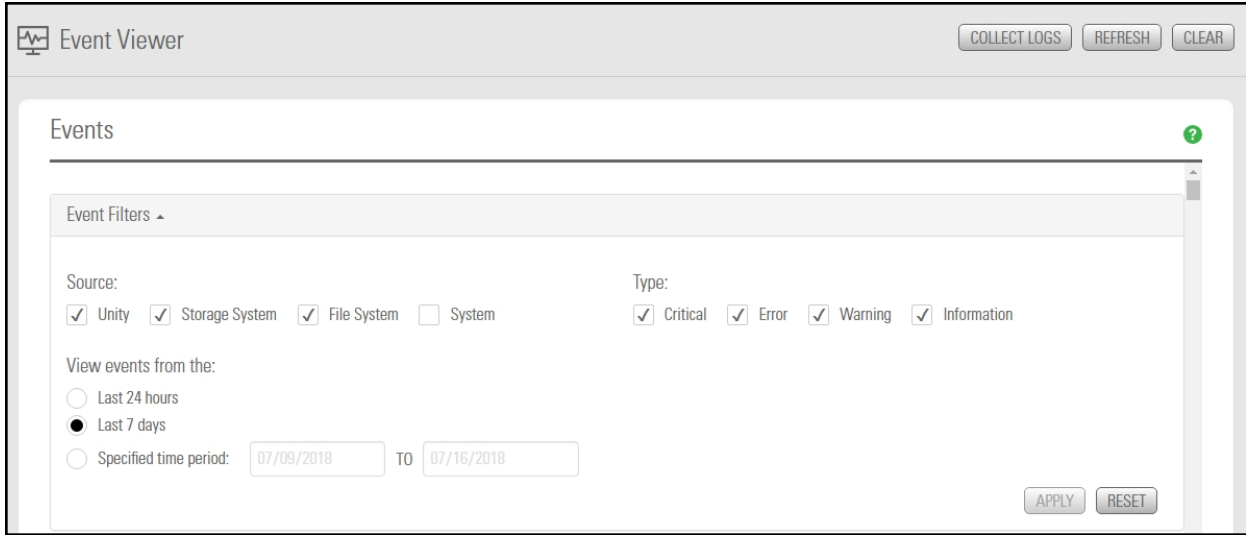 Event Viewer COLLECT LOGS REFRESH CLEAR
Events
Event Filters
Source: Type:
Unity Storage System File System System Critical Error Warning Information
View events from the:
Last 24 hours
Last 7 days
Specified time period: 07/09/2018 TO 07/16/2018
APPLY RESET